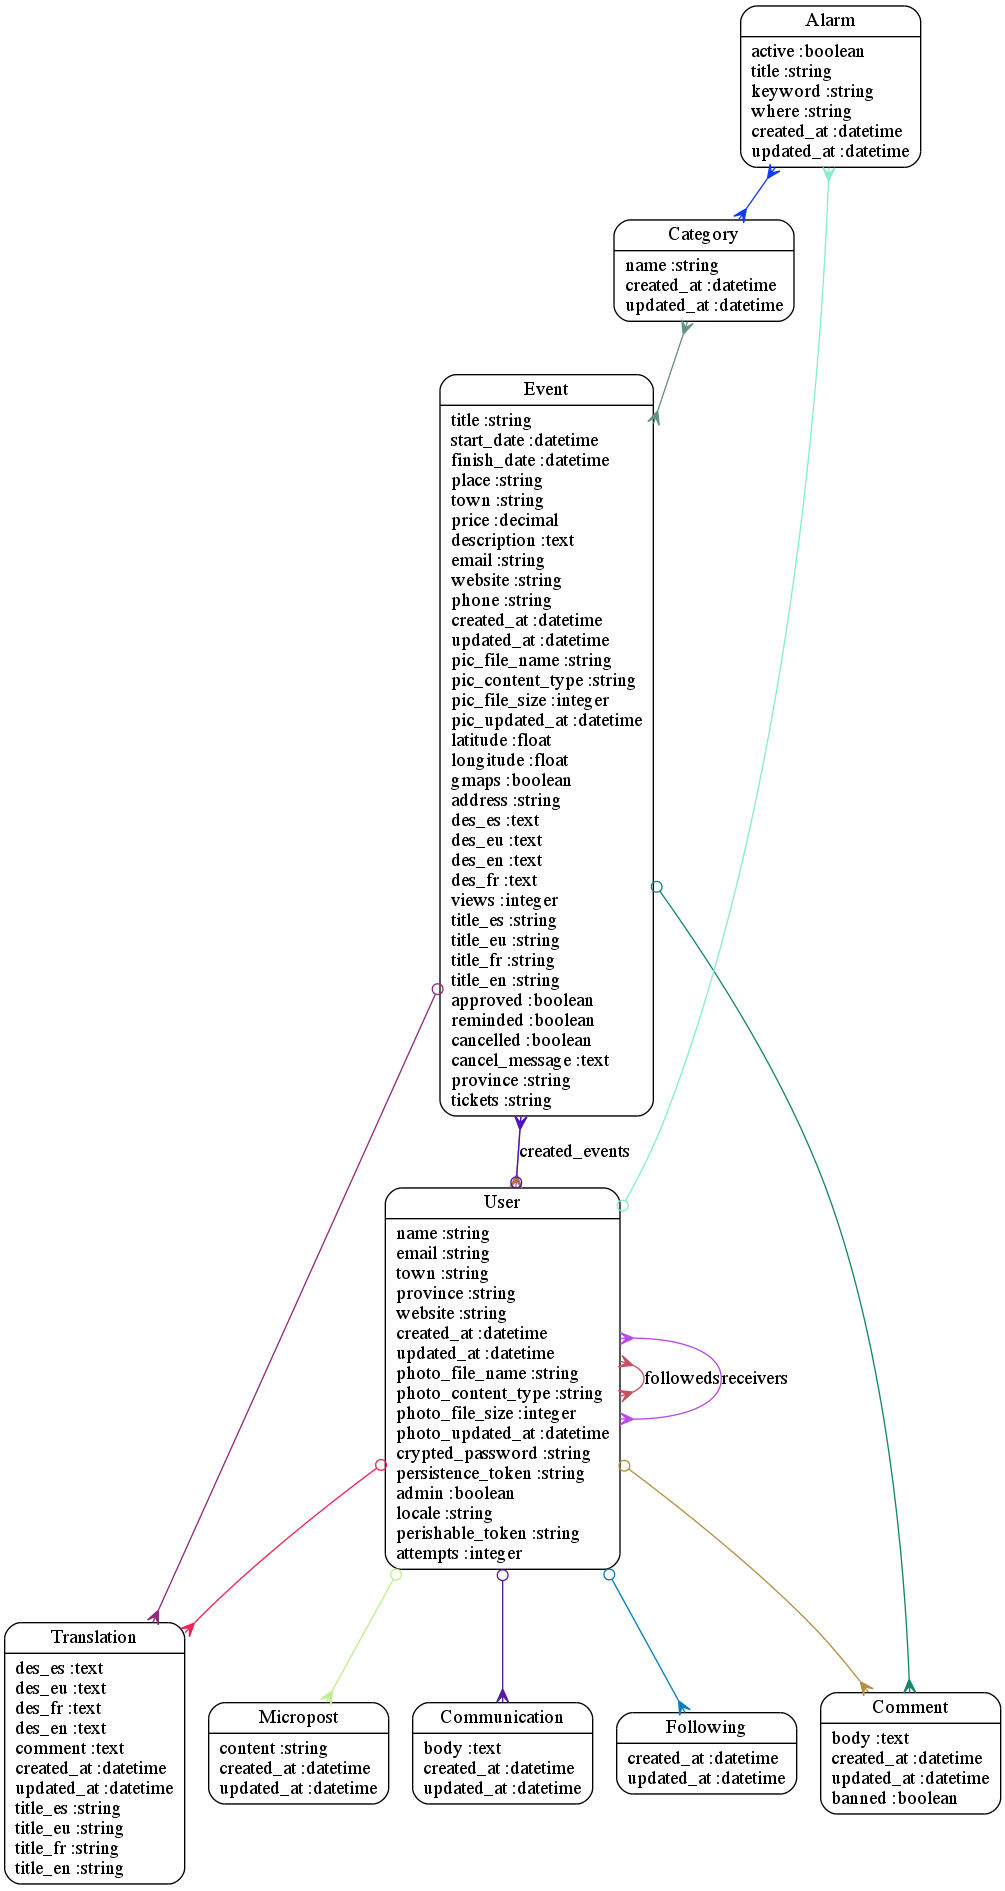 Alarm
active :boolean
title :string
keyword :string
where :string
created_at :datetime
updated_at :datetime
Category
name :string
created_at :datetime
updated_at :datetime
Event
title :string
start_date :datetime
finish_date :datetime
place :string
town :string
price :decimal
description :text
email :string
website :string
phone :string
created_at :datetime
updated_at :datetime
pic_file_name :string
pic_content_type :string
pic_file_size :integer
pic_updated_at :datetime
latitude :float
longitude :float
gmaps :boolean
address :string
des_es :text
des_eu :text
des_en :text
des_fr :text
views :integer
title_es :string
title_eu :string
title_fr :string
title_en :string
approved :boolean
reminded :boolean
cancelled :boolean
cancel_message :text
province :string
tickets :string
created_events
User
name :string
email :string
town :string
province :string
website :string
created_at :datetime
updated_at :datetime
photo_file_name :string
photo_content_type :string
photo_file_size :integer
photo_updated_at :datetime
crypted_password :string
persistence_token :string
admin :boolean
locale :string
perishable_token :string
attempts :integer
followeds
receivers
Translation
des_es :text
des_eu :text
des_fr :text
des_en :text
comment :text
created_at :datetime
updated_at :datetime
title_es :string
title_eu :string
title_fr :string
title_en :string
Micropost
content :string
created_at :datetime
updated_at :datetime
Communication
body :text
created_at :datetime
updated_at :datetime
Following
created_at :datetime
updated_at :datetime
Comment
body :text
created_at :datetime
updated_at :datetime
banned :boolean